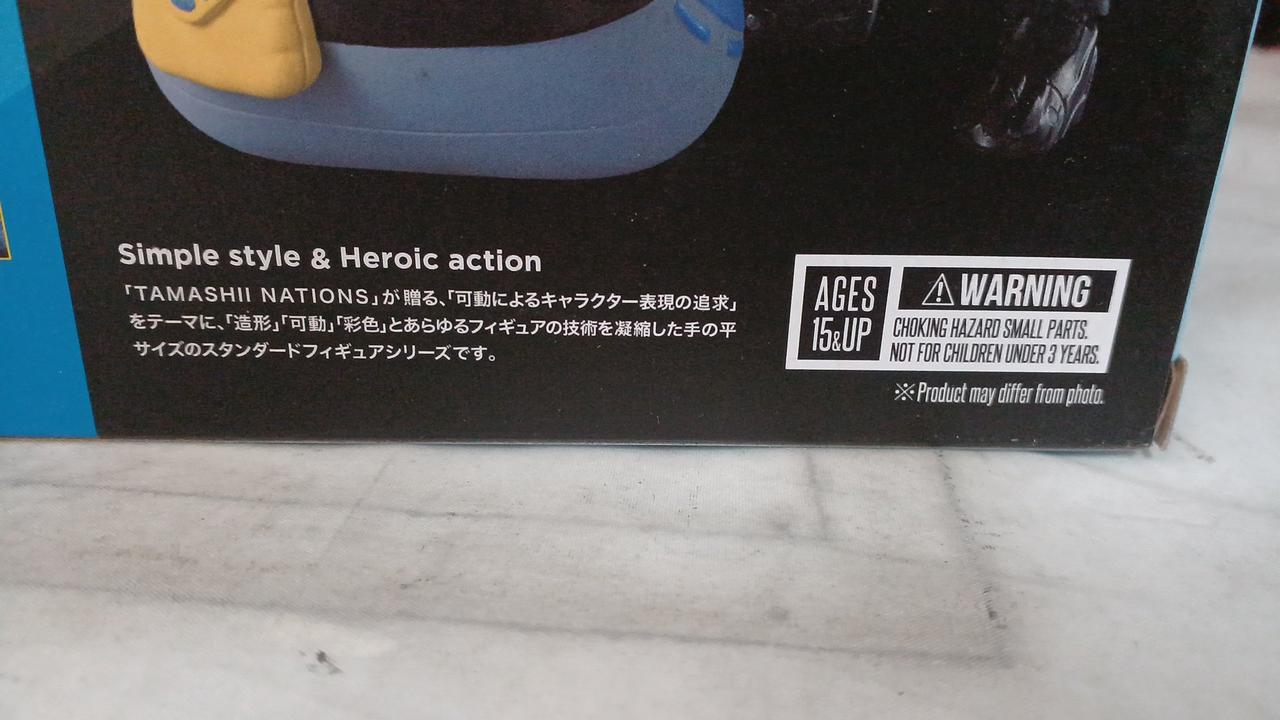 Simple style & Heroic action
「TAMASHII NATIONS」が贈る、「可動によるキャラクター表現の追求」
をテーマに、「造形」「可動」「彩色」とあらゆるフィギュアの技術を凝縮した手の平
サイズのスタンダードフィギュアシリーズです。
AGES
15&UP
⚠WARNING
CHOKING HAZARD SMALL PARTS.
NOT FOR CHILDREN UNDER 3 YEARS.
※Product may differ from photo.